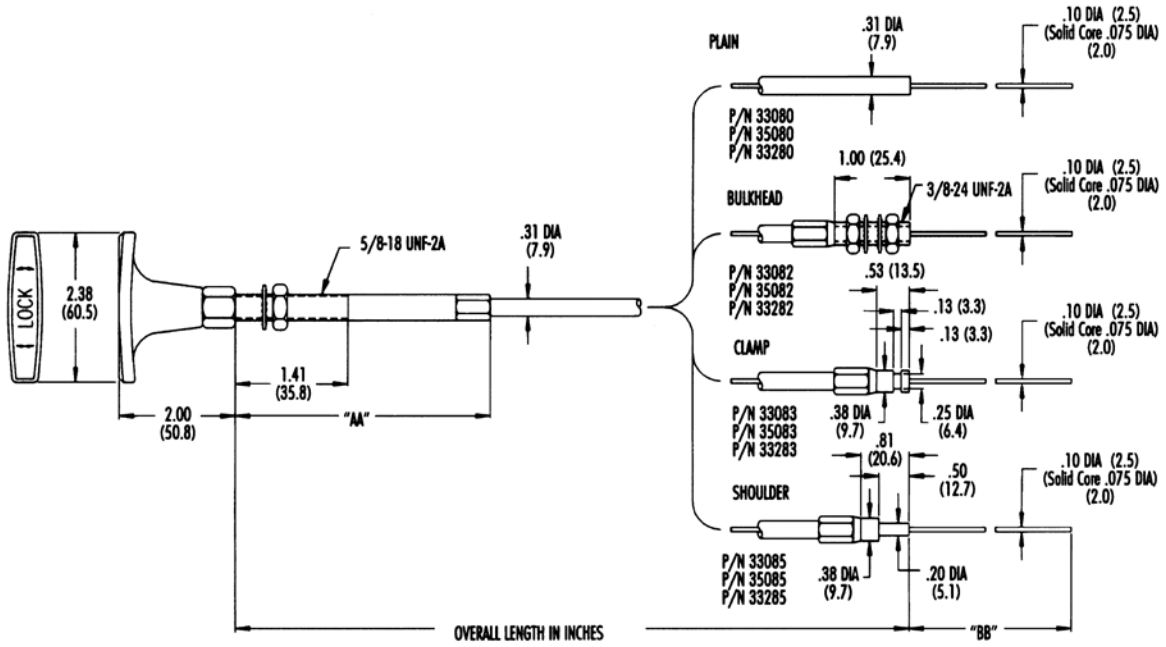 LOCK
2.38
(60.5)
5/8-18 UNF-2A
.31 DIA
(7.9)
1.41
(35.8)
2.00
(50.8)
"AA"
PLAIN
.31 DIA
(7.9)
.10 DIA (2.5)
(Solid Core .075 DIA)
(2.0)
P/N 33080
P/N 35080
P/N 33280
1.00 (25.4)
BULKHEAD
3/8-24 UNF-2A
.10 DIA (2.5)
(Solid Core .075 DIA)
(2.0)
P/N 33082
P/N 35082
P/N 33282
.53 (13.5)
.13 (3.3)
.13 (3.3)
CLAMP
.10 DIA (2.5)
(Solid Core .075 DIA)
(2.0)
P/N 33083
P/N 35083
P/N 33283
.38 DIA
(9.7)
.25 DIA
(6.4)
.81
(20.6)
.50
(12.7)
SHOULDER
.10 DIA (2.5)
(Solid Core .075 DIA)
(2.0)
P/N 33085
P/N 35085
P/N 33285
.38 DIA
(9.7)
.20 DIA
(5.1)
OVERALL LENGTH IN INCHES
"BB"